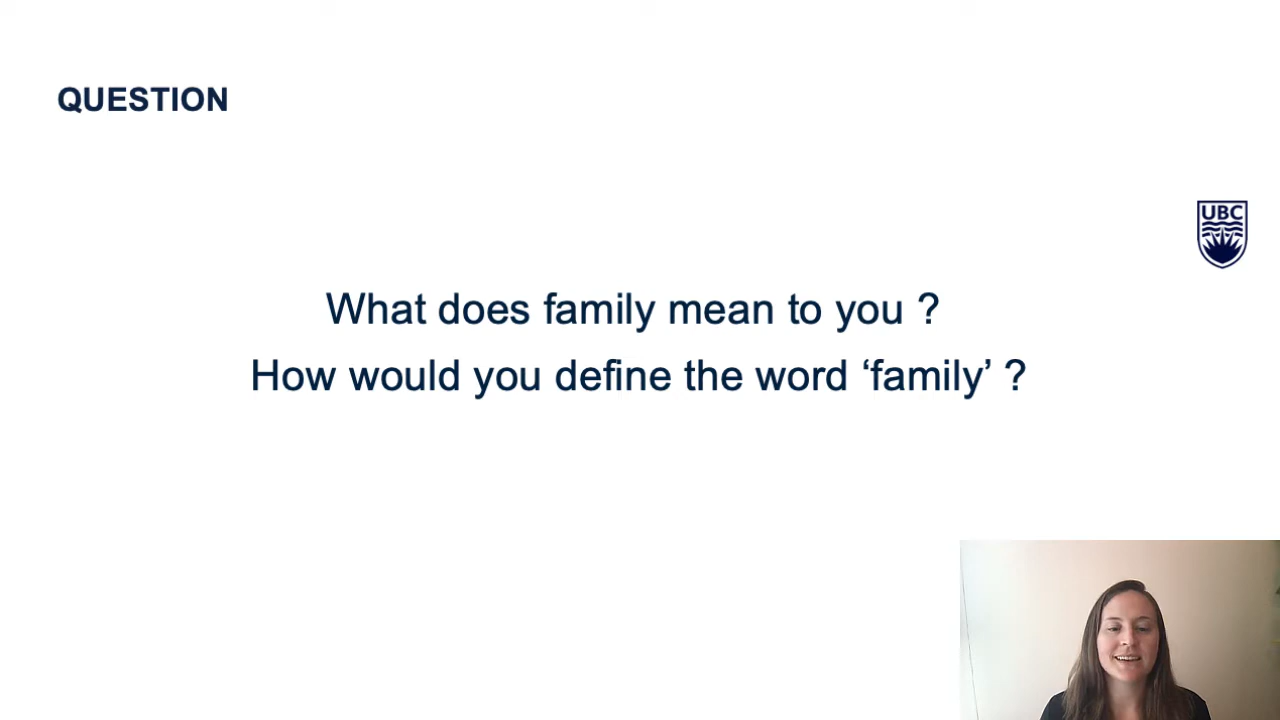 QUESTION
UBC
What does family mean to you ?
How would you define the word ‘family’ ?